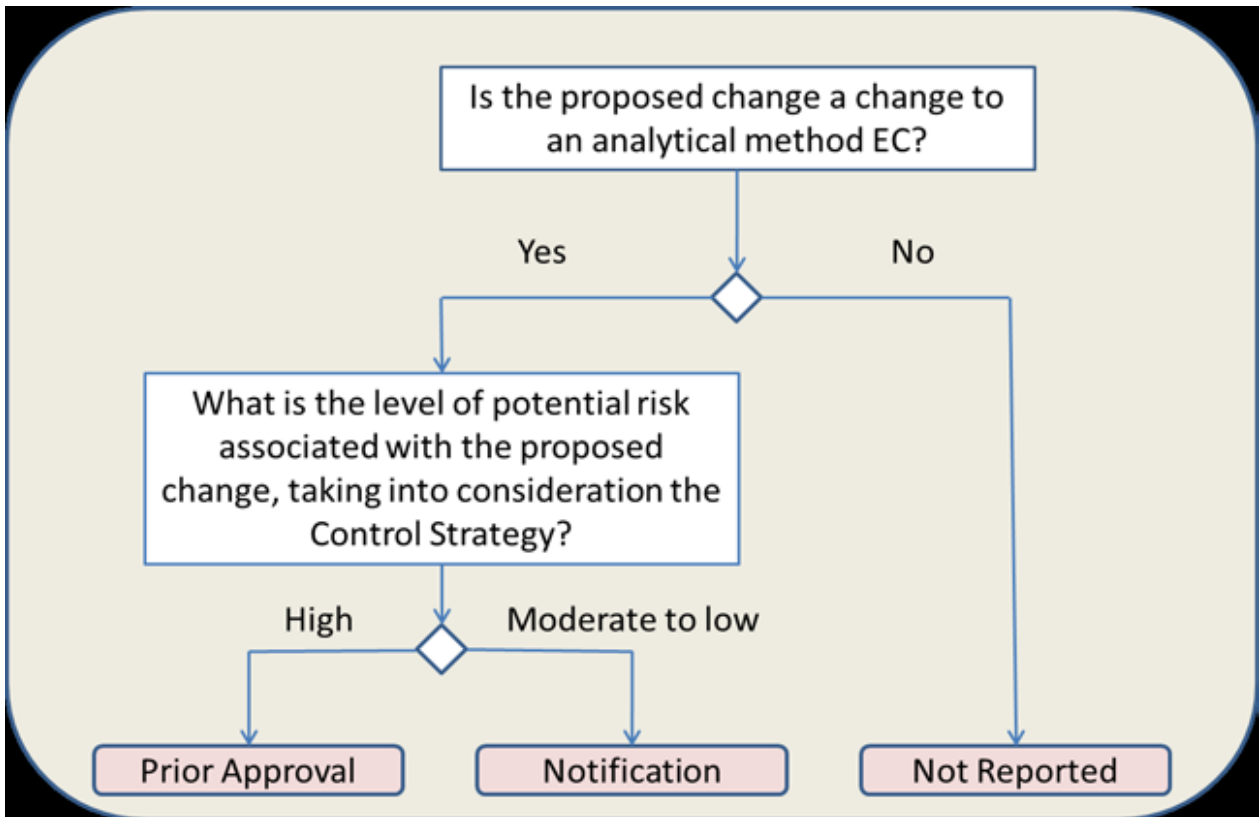 Is the proposed change a change to
an analytical method EC?
Yes
No
What is the level of potential risk
associated with the proposed
change, taking into consideration the
Control Strategy?
High
Moderate to low
Prior Approval
Notification
Not Reported